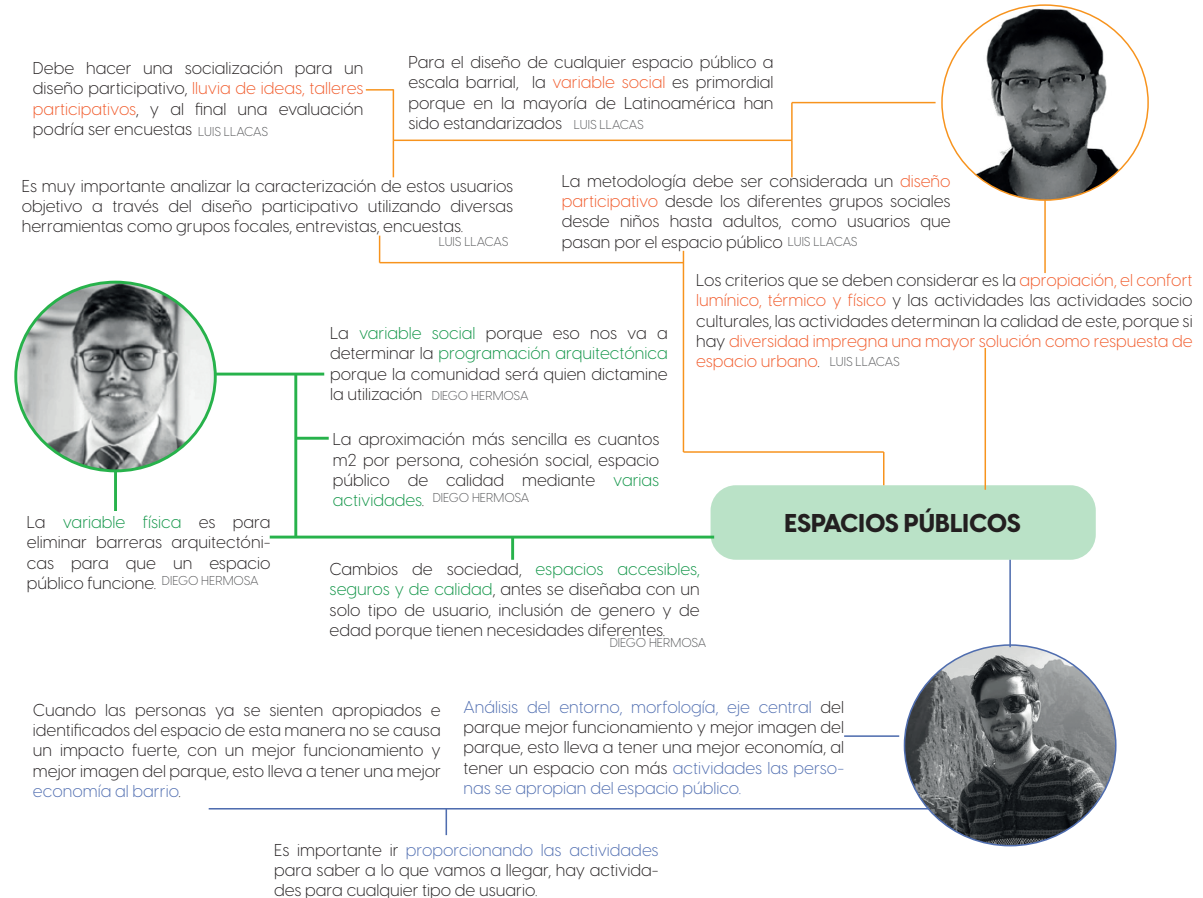 Debe hacer una socialización para un
diseño participativo, lluvia de ideas, talleres
participativos, y al final una evaluación
podría ser encuestas LUIS LLACAS
Para el diseño de cualquier espacio público a
escala barrial, la variable social es primordial
porque en la mayoría de Latinoamérica han
sido estandarizados LUIS LLACAS
Es muy importante analizar la caracterización de estos usuarios
objetivo a través del diseño participativo utilizando diversas
herramientas como grupos focales, entrevistas, encuestas.
LUIS LLACAS
La metodología debe ser considerada un diseño
participativo desde los diferentes grupos sociales
desde niños hasta adultos, como usuarios que
pasan por el espacio público LUIS LLACAS
Los criterios que se deben considerar es la apropiación, el confort
lumínico, térmico y físico y las actividades las actividades socio
culturales, las actividades determinan la calidad de este, porque si
hay diversidad impregna una mayor solución como respuesta de
espacio urbano. LUIS LLACAS
La variable social porque eso nos va a
determinar la programación arquitectónica
porque la comunidad será quien dictamine
la utilización DIEGO HERMOSA
La aproximación más sencilla es cuantos
m2 por persona, cohesión social, espacio
público de calidad mediante varias
actividades. DIEGO HERMOSA
La variable física es para
eliminar barreras arquitectóni-
cas para que un espacio
público funcione. DIEGO HERMOSA
Cambios de sociedad, espacios accesibles,
seguros y de calidad, antes se diseñaba con un
solo tipo de usuario, inclusión de genero y de
edad porque tienen necesidades diferentes.
DIEGO HERMOSA
ESPACIOS PÚBLICOS
Cuando las personas ya se sienten apropiados e
identificados del espacio de esta manera no se causa
un impacto fuerte, con un mejor funcionamiento y
mejor imagen del parque, esto lleva a tener una mejor
economía al barrio.
Análisis del entorno, morfología, eje central del
parque mejor funcionamiento y mejor imagen del
parque, esto lleva a tener una mejor economía, al
tener un espacio con más actividades las perso-
nas se apropian del espacio público.
Es importante ir proporcionando las actividades
para saber a lo que vamos a llegar, hay activida-
des para cualquier tipo de usuario.